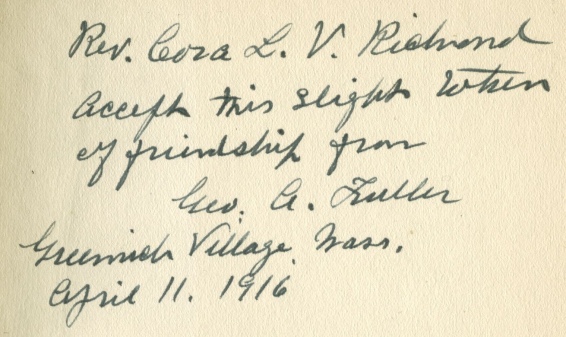 Rev. Cora L. V. Richmond
Accept this slight token
of friendship from
Geo. A. Fuller
Greenwich Village, Mass.
April 11. 1916